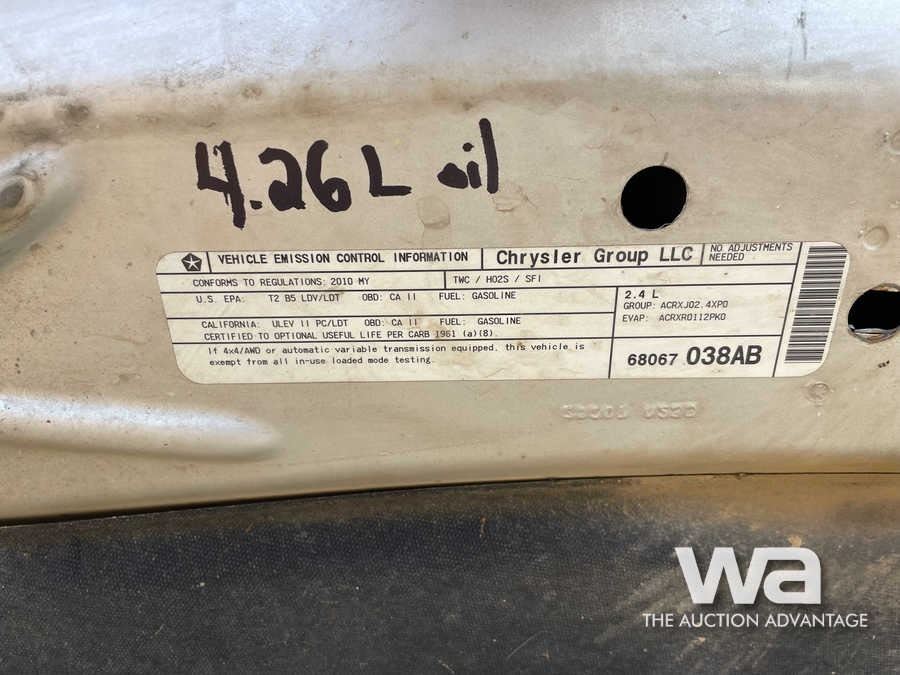 4.26 L oil
VEHICLE EMISSION CONTROL INFORMATION
Chrysler Group LLC
NO ADJUSTMENTS
NEEDED
CONFORMS TO REGULATIONS: 2010 MY
TWC / HO2S / SFI
U.S. EPA: T2 B5 LDV/LDT OBD: CA II FUEL: GASOLINE
CALIFORNIA: ULEV II PC/LDT OBD: CA II FUEL: GASOLINE
CERTIFIED TO OPTIONAL USEFUL LIFE PER CARB 1961 (a)(8).
2.4 L
GROUP: ACRXJ02.4XP0
EVAP: ACRXR0112PK0
If 4x4/AWD or automatic variable transmission equipped, this vehicle is
exempt from all in-use loaded mode testing.
68067 038AB
wa
THE AUCTION ADVANTAGE